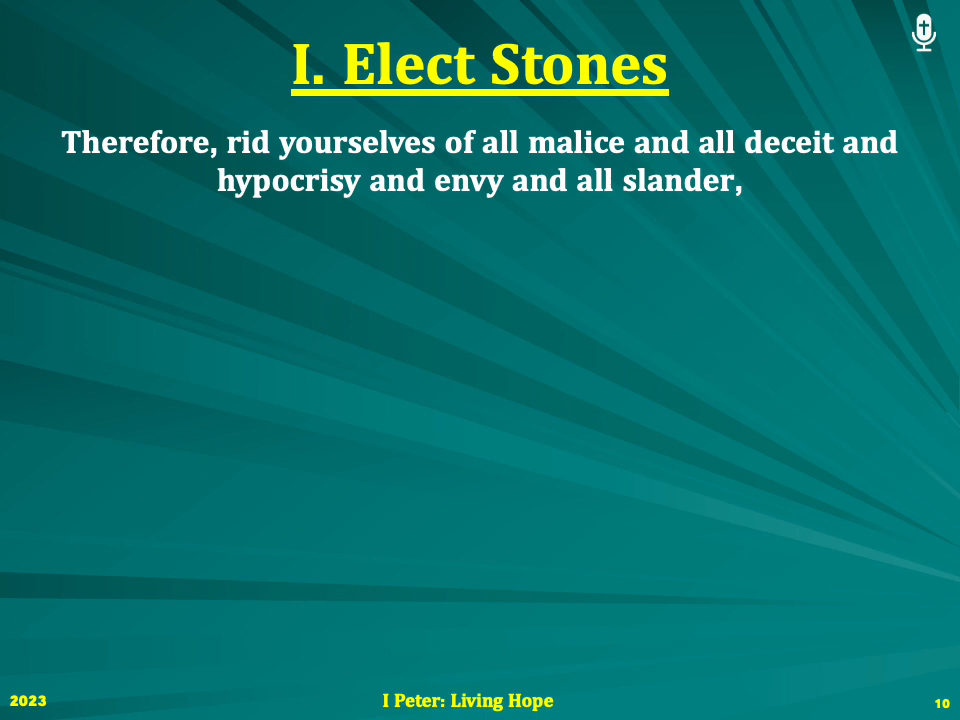 I. Elect Stones
Therefore, rid yourselves of all malice and all deceit and
hypocrisy and envy and all slander,
2023
I Peter: Living Hope
10